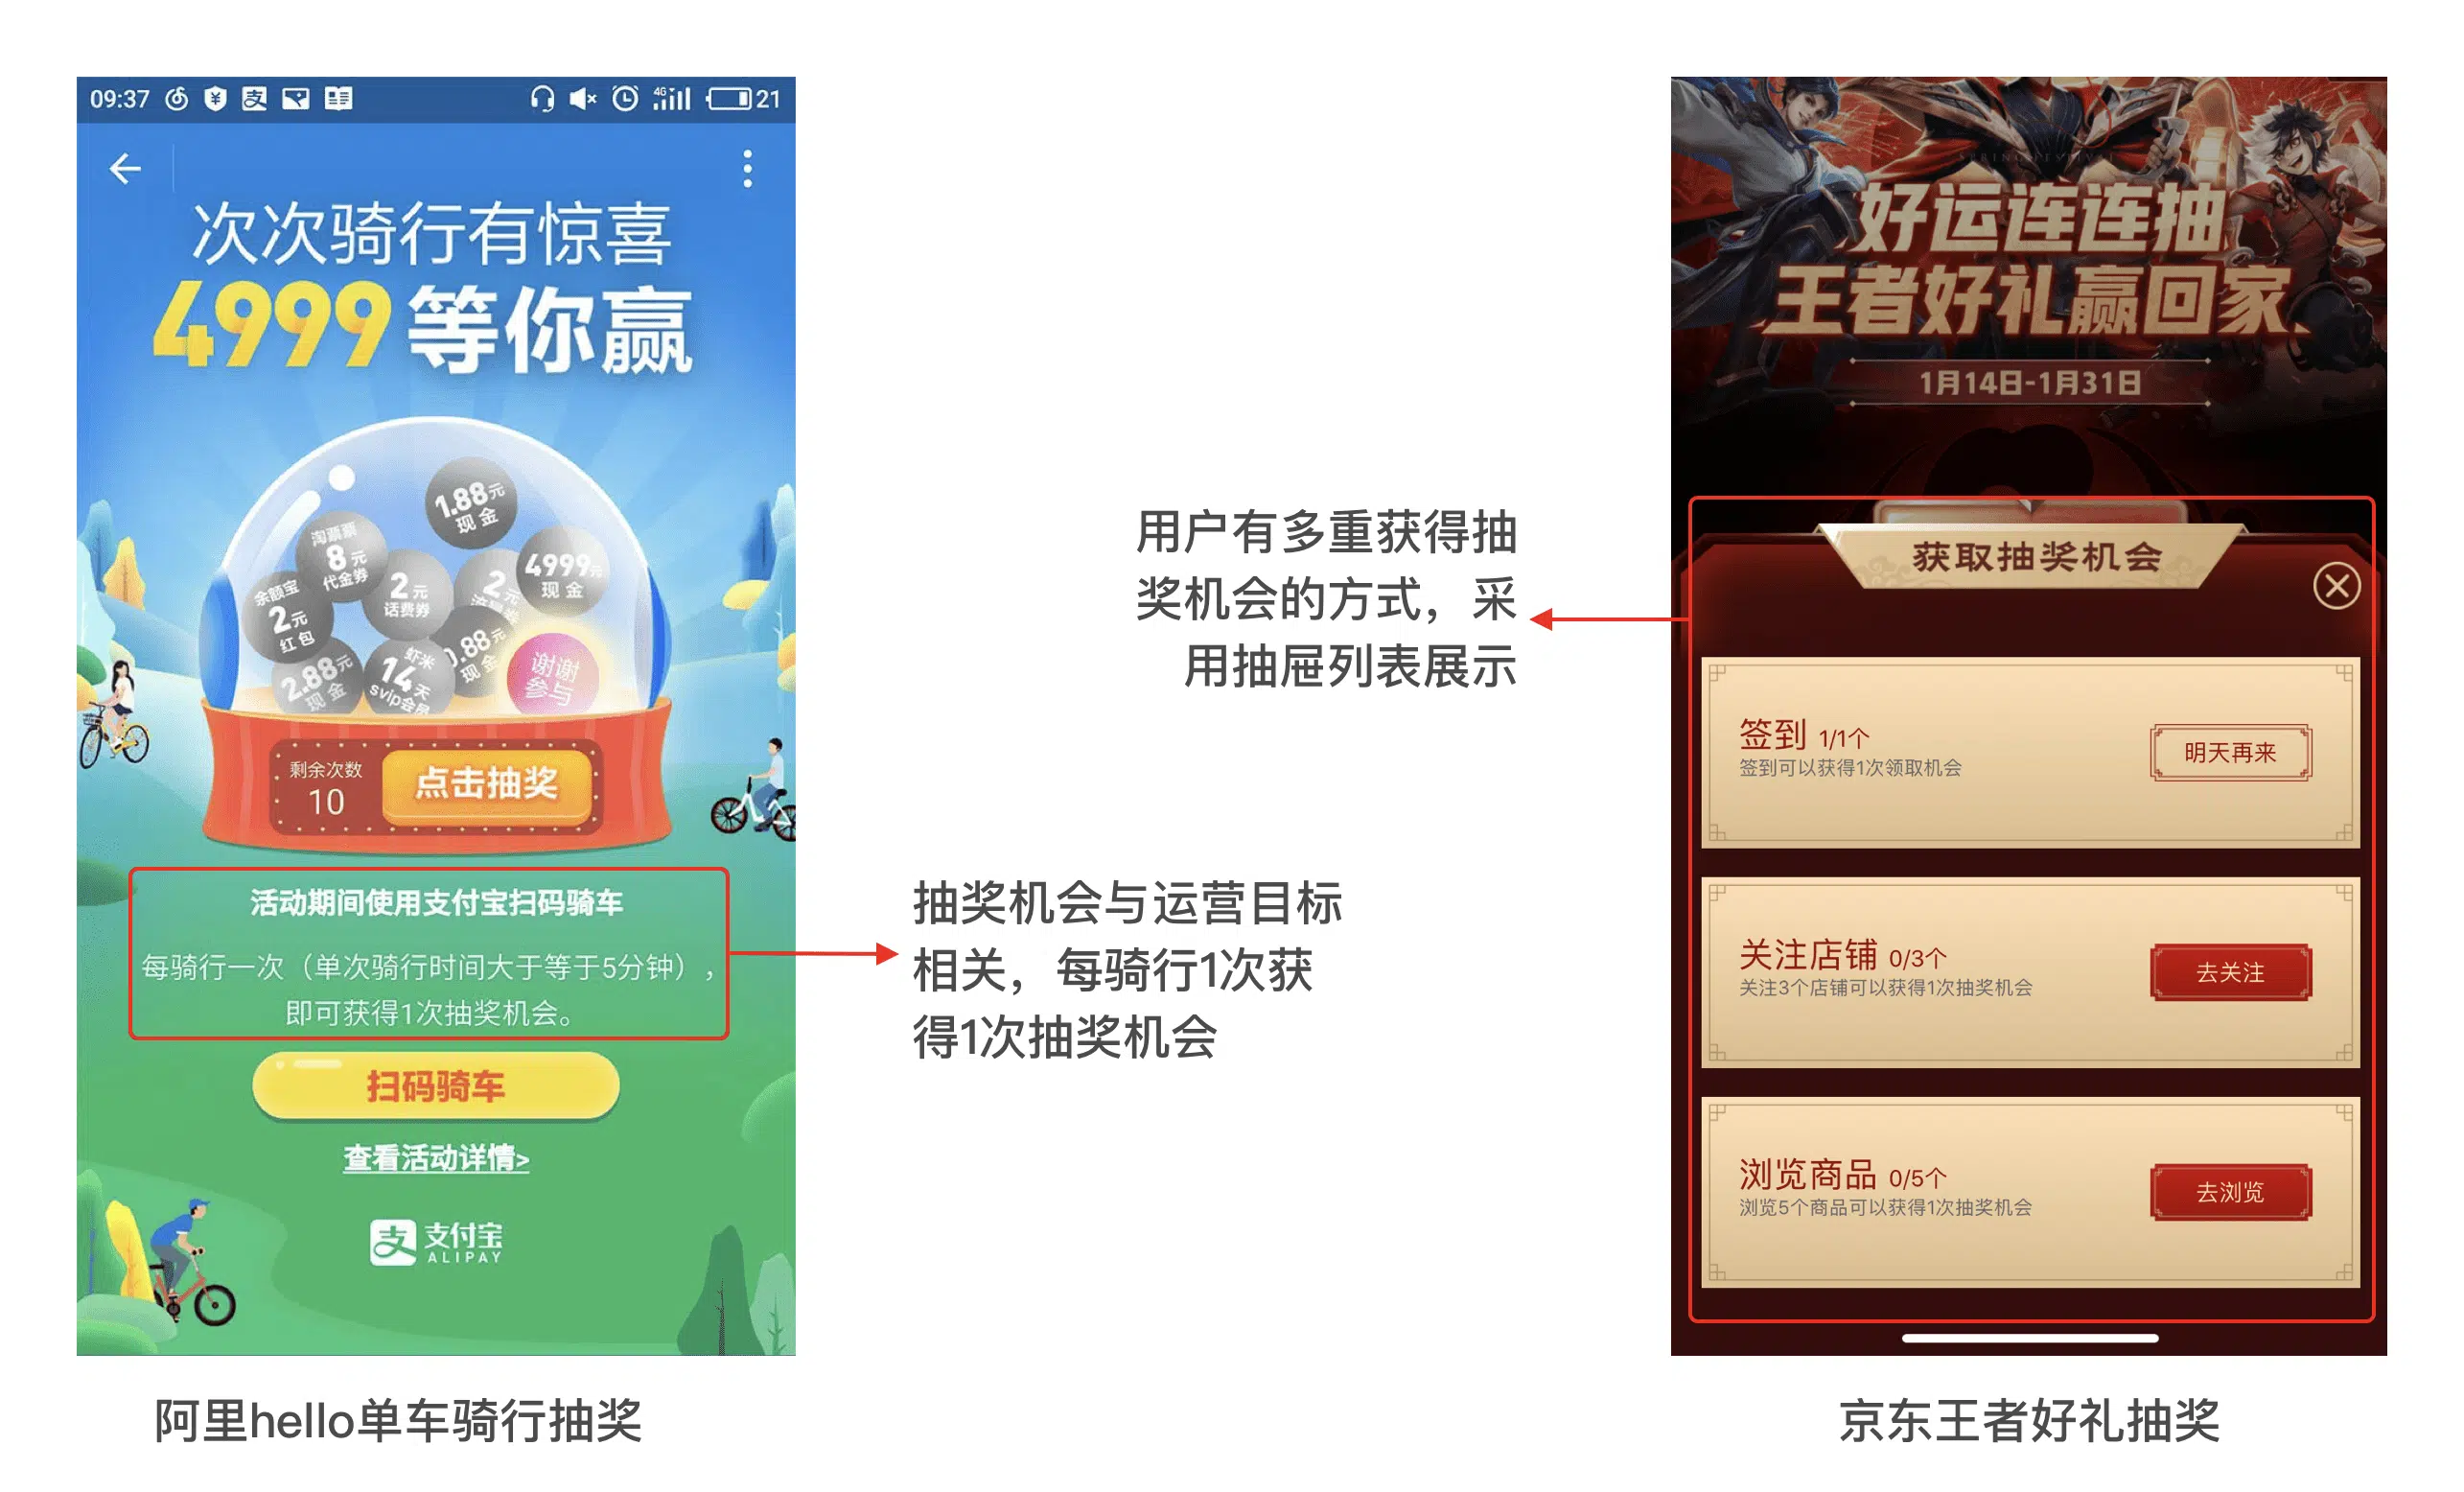 09:37
4G
21
次次骑行有惊喜
4999等你赢
1.88元
现金
淘票票
8元
代金券
4999元
现金
余额宝
2元
红包
2元
话费券
2元
0.88元
现金
谢谢
参与
2.88元
现金
虾米
14天
svip会员
剩余次数
10
点击抽奖
活动期间使用支付宝扫码骑车
每骑行一次（单次骑行时间大于等于5分钟），
即可获得1次抽奖机会。
扫码骑车
查看活动详情>
支 支付宝
ALIPAY
阿里hello单车骑行抽奖
抽奖机会与运营目标
相关，每骑行1次获
得1次抽奖机会
用户有多重获得抽
奖机会的方式，采
用抽屉列表展示
好运连连抽
王者好礼赢回家
1月14日-1月31日
获取抽奖机会
签到 1/1个
签到可以获得1次领取机会
明天再来
关注店铺 0/3个
关注3个店铺可以获得1次抽奖机会
去关注
浏览商品 0/5个
浏览5个商品可以获得1次抽奖机会
去浏览
京东王者好礼抽奖